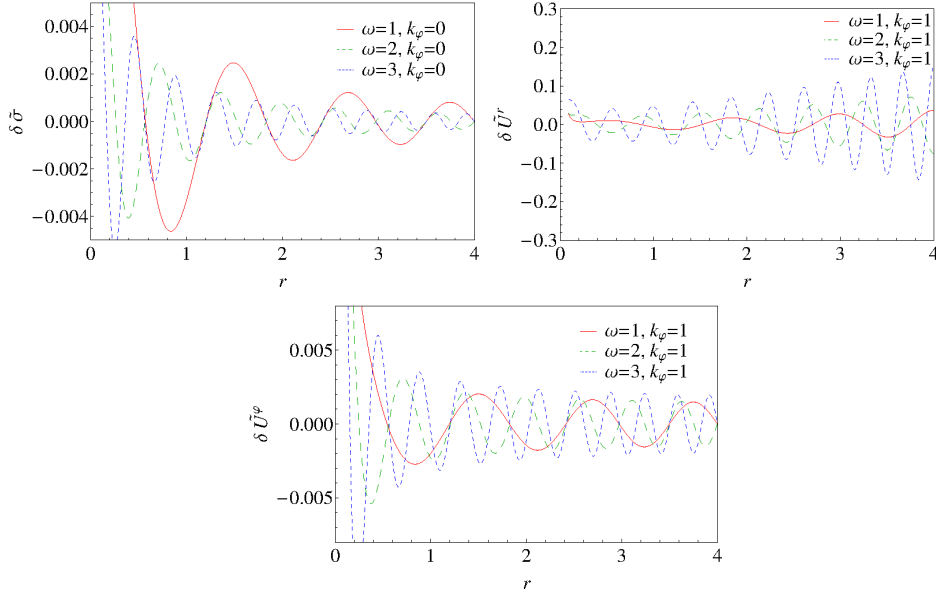 0.004
0.002
0.000
−0.002
−0.004
δ σ̃
ω=1, kφ=0
ω=2, kφ=0
ω=3, kφ=0
0 1 2 3 4
r
0.3
0.2
0.1
0.0
−0.1
−0.2
−0.3
δ Ũ^r
ω=1, kφ=1
ω=2, kφ=1
ω=3, kφ=1
0 1 2 3 4
r
0.005
0.000
−0.005
δ Ũ^φ
ω=1, kφ=1
ω=2, kφ=1
ω=3, kφ=1
0 1 2 3 4
r